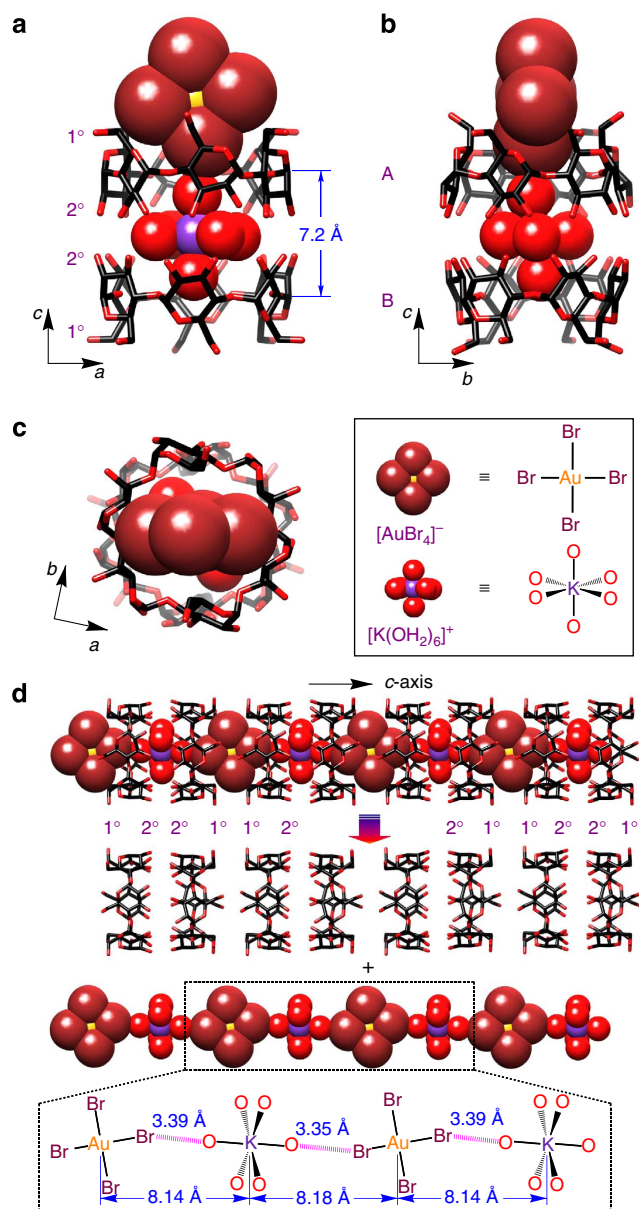 a
b
1°
2°
2°
1°
7.2 Å
c
a
A
B
c
b
c
b
a
[AuBr4]−
≡
Br
Br Au Br
Br
[K(OH2)6]+
≡
O
O K O
O O
O
d
c-axis
1° 2° 2° 1° 1° 2° 2° 1° 1° 2° 2° 1°
+
Br
Br Au Br
Br
3.39 Å
O O
O K O
O O
3.35 Å
Br
Br Au Br
Br
3.39 Å
O O
O K O
O O
8.14 Å 8.18 Å 8.14 Å